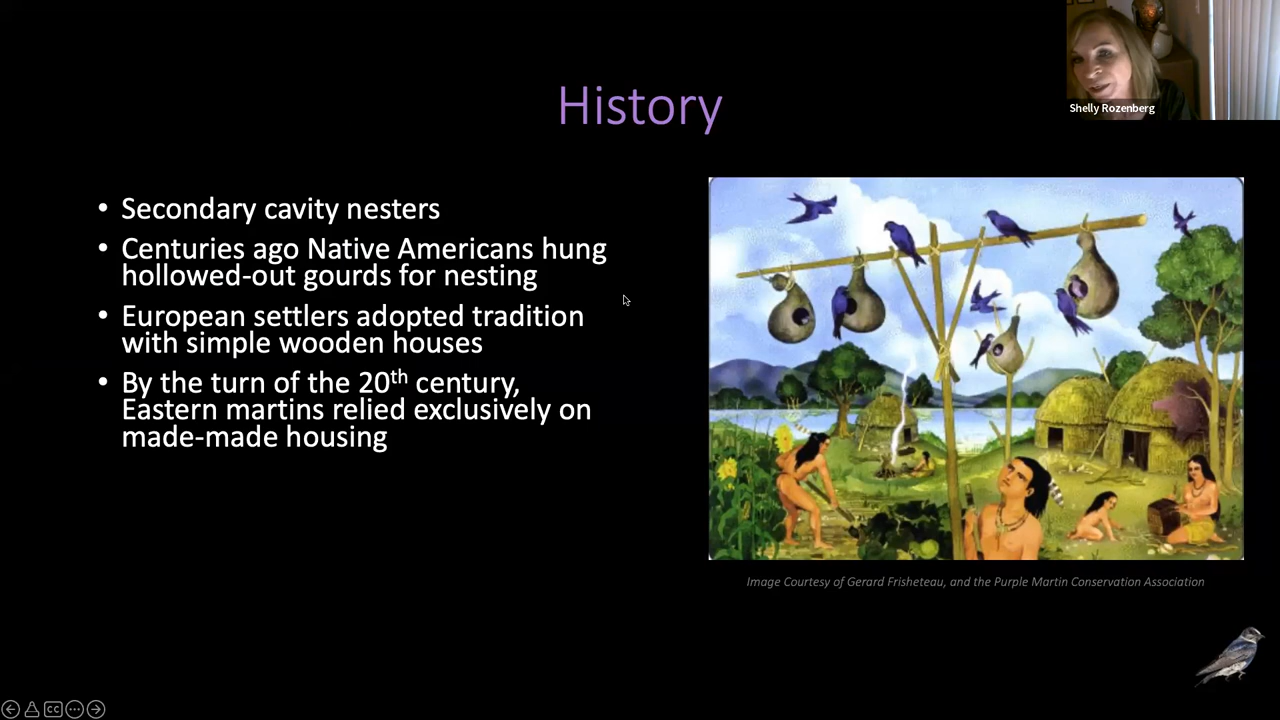 Shelly Rozenberg
History
• Secondary cavity nesters
• Centuries ago Native Americans hung
hollowed-out gourds for nesting
• European settlers adopted tradition
with simple wooden houses
• By the turn of the 20th century,
Eastern martins relied exclusively on
made-made housing
Image Courtesy of Gerard Frisheteau, and the Purple Martin Conservation Association
CC